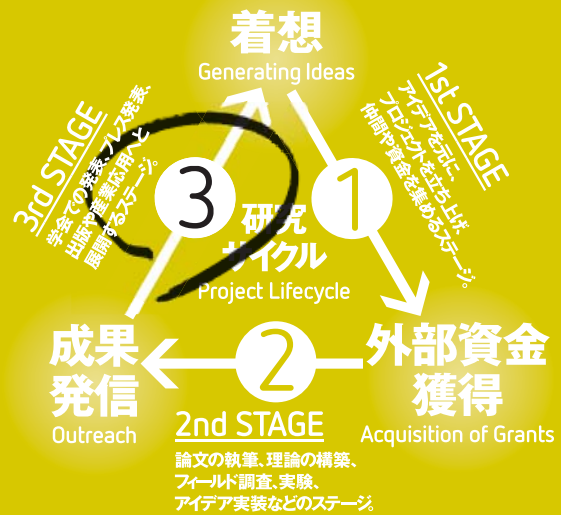 着想
Generating Ideas
1st STAGE
アイデアを元に、
プロジェクトを立ち上げ、
仲間や資金を集めるステージ。
3rd STAGE
学会での発表、プレス発表、
出版や産業応用へと
展開するステージ。
3
1
研究
サイクル
Project Lifecycle
外部資金
獲得
Acquisition of Grants
成果
発信
Outreach
2
2nd STAGE
論文の執筆、理論の構築、
フィールド調査、実験、
アイデア実装などのステージ。